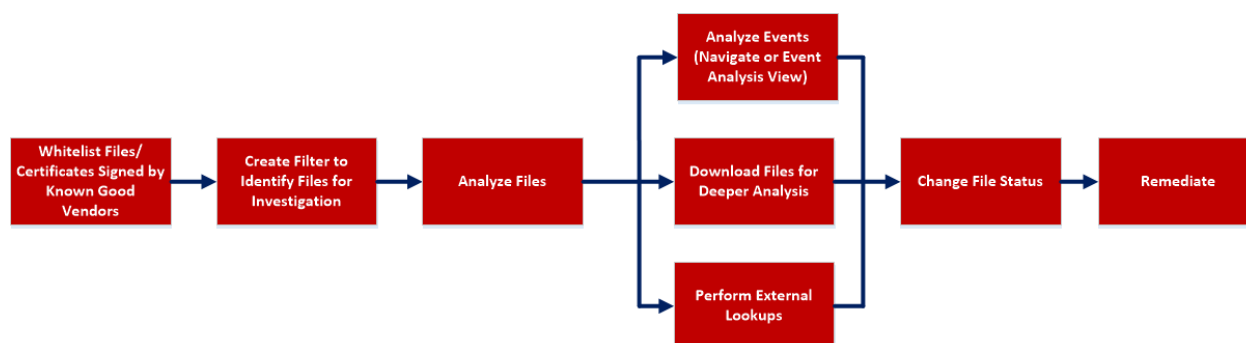 Whitelist Files/
Certificates Signed by
Known Good
Vendors
Create Filter to
Identify Files for
Investigation
Analyze Files
Analyze Events
(Navigate or Event
Analysis View)
Download Files for
Deeper Analysis
Perform External
Lookups
Change File Status
Remediate